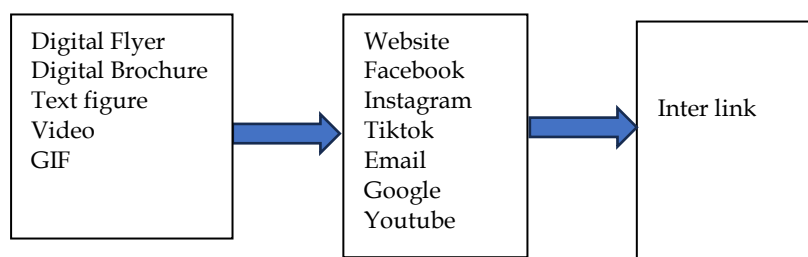 Digital Flyer
Digital Brochure
Text figure
Video
GIF
Website
Facebook
Instagram
Tiktok
Email
Google
Youtube
Inter link